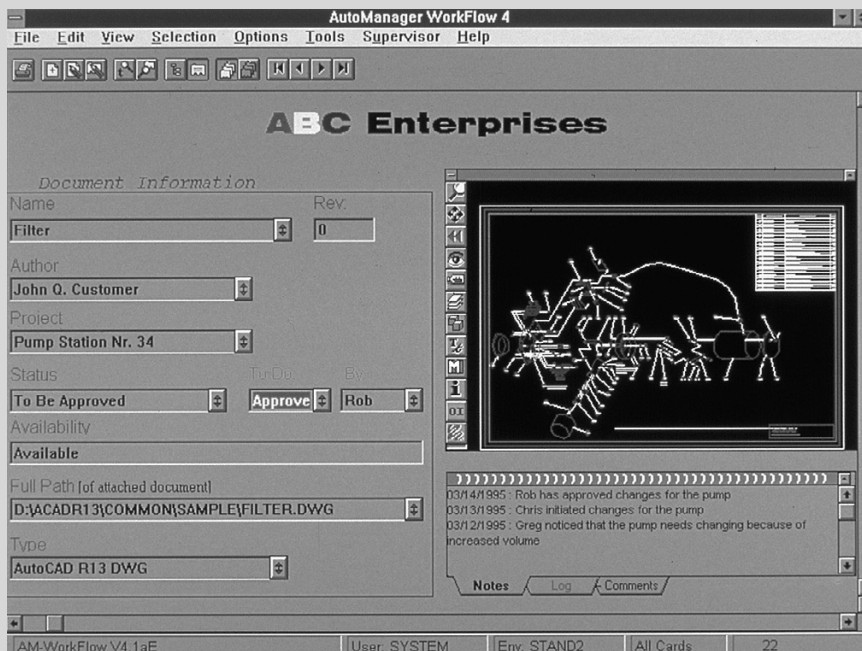 AutoManager WorkFlow 4
File Edit View Selection Options Tools Supervisor Help
ABC Enterprises
Document Information
Name Rev:
Filter 0
Author
John Q. Customer
Project
Pump Station Nr. 34
Status To Do By
To Be Approved Approve Rob
Availability
Available
Full Path [of attached document]
D:\ACADR13\COMMON\SAMPLE\FILTER.DWG
Type
AutoCAD R13 DWG
03/14/1995 : Rob has approved changes for the pump
03/13/1995 : Chris initiated changes for the pump
03/12/1995 : Greg noticed that the pump needs changing because of
increased volume
Notes Log Comments
AM-WorkFlow V4.1aE User: SYSTEM Env: STAND2 All Cards 22